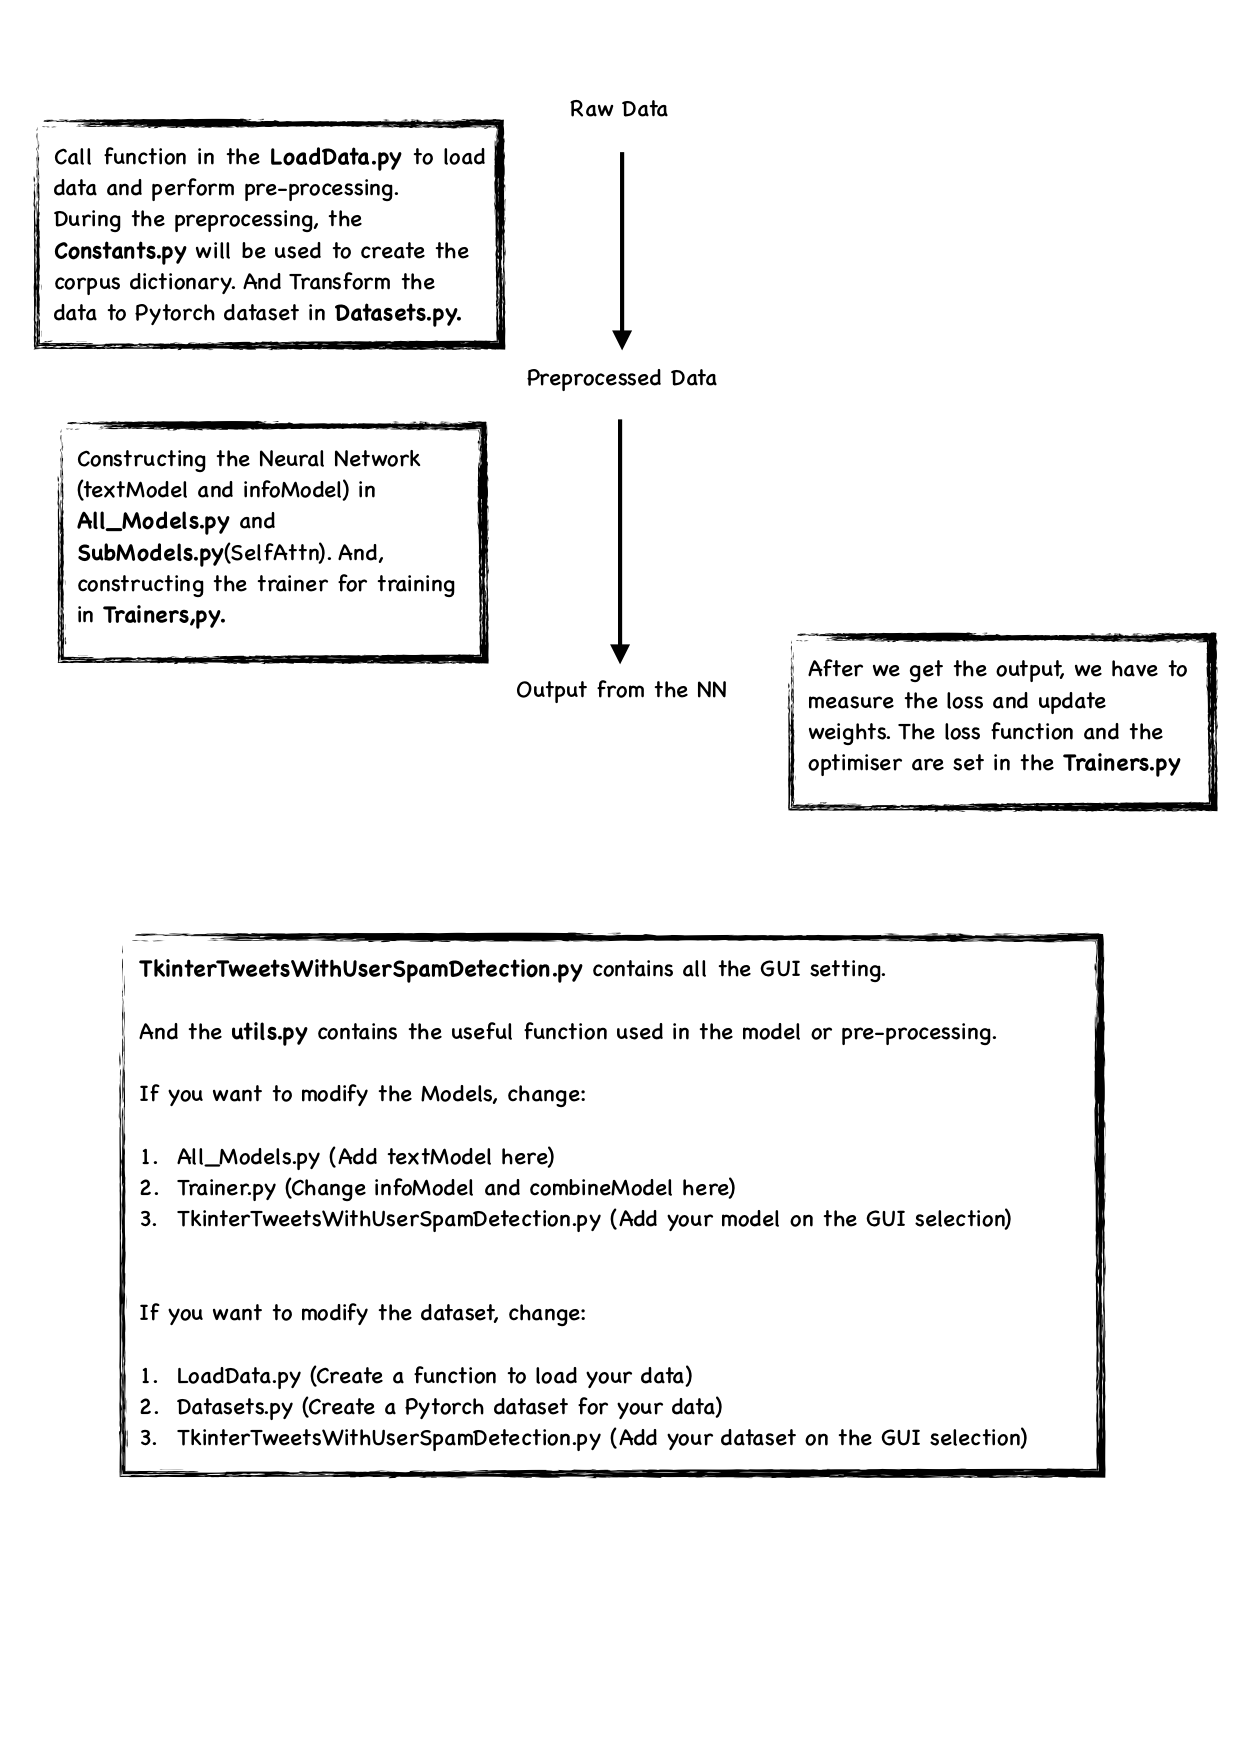 Raw Data
Call function in the LoadData.py to load
data and perform pre-processing.
During the preprocessing, the
Constants.py will be used to create the
corpus dictionary. And Transform the
data to Pytorch dataset in Datasets.py.
Preprocessed Data
Constructing the Neural Network
(textModel and infoModel) in
All_Models.py and
SubModels.py(SelfAttn). And,
constructing the trainer for training
in Trainers,py.
Output from the NN
After we get the output, we have to
measure the loss and update
weights. The loss function and the
optimiser are set in the Trainers.py
TkinterTweetsWithUserSpamDetection.py contains all the GUI setting.
And the utils.py contains the useful function used in the model or pre-processing.
If you want to modify the Models, change:
1. All_Models.py (Add textModel here)
2. Trainer.py (Change infoModel and combineModel here)
3. TkinterTweetsWithUserSpamDetection.py (Add your model on the GUI selection)
If you want to modify the dataset, change:
1. LoadData.py (Create a function to load your data)
2. Datasets.py (Create a Pytorch dataset for your data)
3. TkinterTweetsWithUserSpamDetection.py (Add your dataset on the GUI selection)